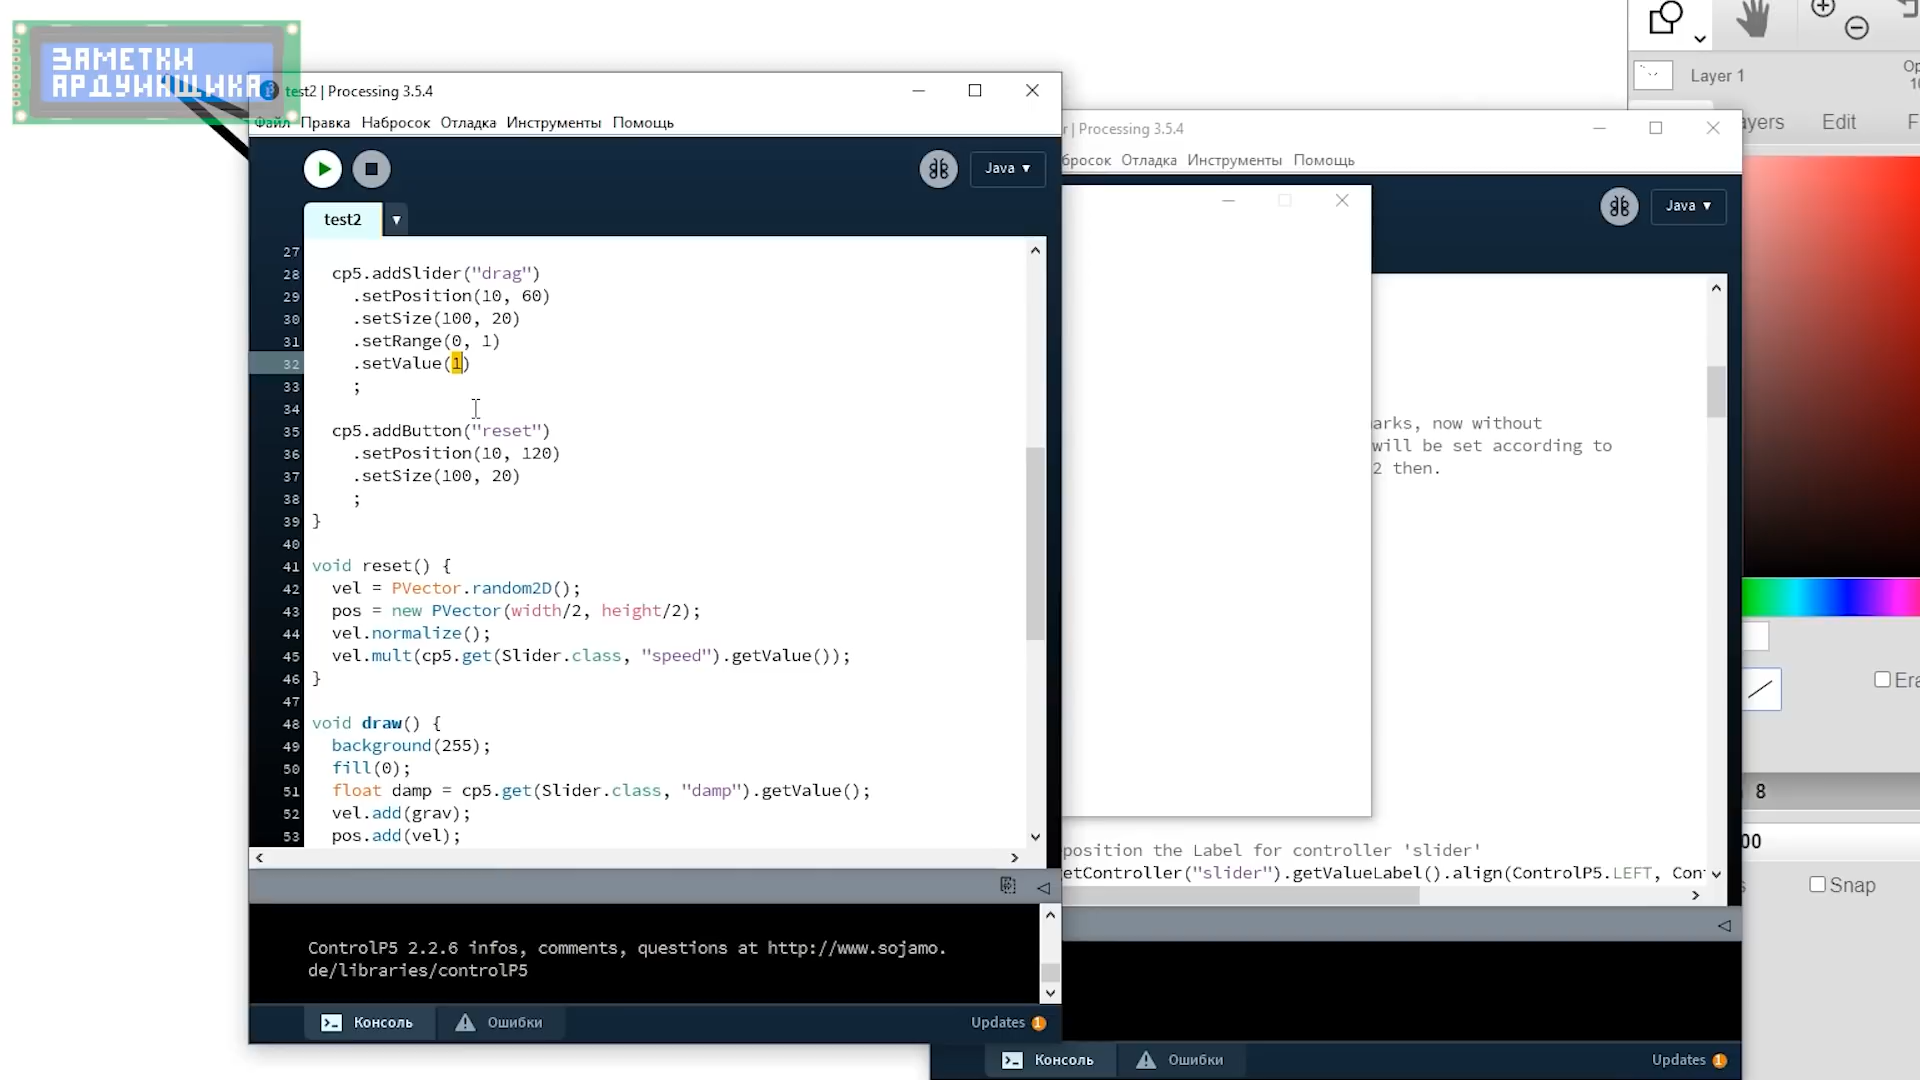 ЗАМЕТКИ
АРДУИНЩИКА
test2 | Processing 3.5.4
Файл Правка Набросок Отладка Инструменты Помощь
Java ▾
test2
27
28 cp5.addSlider("drag")
29 .setPosition(10, 60)
30 .setSize(100, 20)
31 .setRange(0, 1)
32 .setValue(1)
33 ;
34
35 cp5.addButton("reset")
36 .setPosition(10, 120)
37 .setSize(100, 20)
38 ;
39 }
40
41 void reset() {
42 vel = PVector.random2D();
43 pos = new PVector(width/2, height/2);
44 vel.normalize();
45 vel.mult(cp5.get(Slider.class, "speed").getValue());
46 }
47
48 void draw() {
49 background(255);
50 fill(0);
51 float damp = cp5.get(Slider.class, "damp").getValue();
52 vel.add(grav);
53 pos.add(vel);
ControlP5 2.2.6 infos, comments, questions at http://www.sojamo.
de/libraries/controlP5
Консоль Ошибки Updates 1
r | Processing 3.5.4
бросок Отладка Инструменты Помощь
Java ▾
arks, now without
will be set according to
2 then.
position the Label for controller 'slider'
etController("slider").getValueLabel().align(ControlP5.LEFT, Con
Консоль Ошибки Updates 1
Layer 1
ayers Edit F
Era
8
00
s Snap